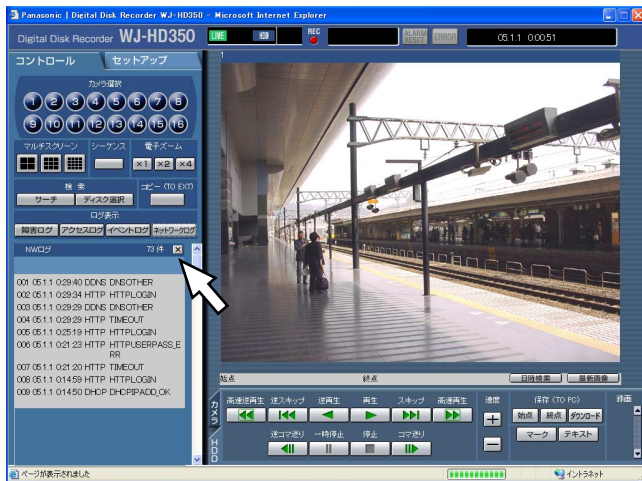 Panasonic | Digital Disk Recorder WJ-HD350 - Microsoft Internet Explorer
Digital Disk Recorder WJ-HD350
LIVE HDD REC ALARM RESET ERROR 05.1.1 0:00:51
コントロール セットアップ
1
カメラ選択
1 2 3 4 5 6 7 8
9 10 11 12 13 14 15 16
マルチスクリーン シーケンス 電子ズーム
×1 ×2 ×4
検 索 コピー (TO EXT)
サーチ ディスク選択
ログ表示
障害ログ アクセスログ イベントログ ネットワークログ
NWログ 73 件
001 05.1.1 0:29:40 DDNS DNSOTHER
002 05.1.1 0:29:34 HTTP HTTPLOGIN
003 05.1.1 0:29:29 DDNS DNSOTHER
004 05.1.1 0:29:29 HTTP TIMEOUT
005 05.1.1 0:25:19 HTTP HTTPLOGIN
006 05.1.1 0:21:23 HTTP HTTPUSERPASS_E
RR
007 05.1.1 0:21:20 HTTP TIMEOUT
008 05.1.1 0:14:59 HTTP HTTPLOGIN
009 05.1.1 0:14:50 DHCP DHCPIPADD_OK
始点 終点 日時検索 最新画像
カメラ
HDD
高速逆再生 逆スキップ 逆再生 再生 スキップ 高速再生 速度 保存 (TO PC) 録画
始点 終点 ダウンロード
逆コマ送り 一時停止 停止 コマ送り
マーク テキスト
ページが表示されました イントラネット